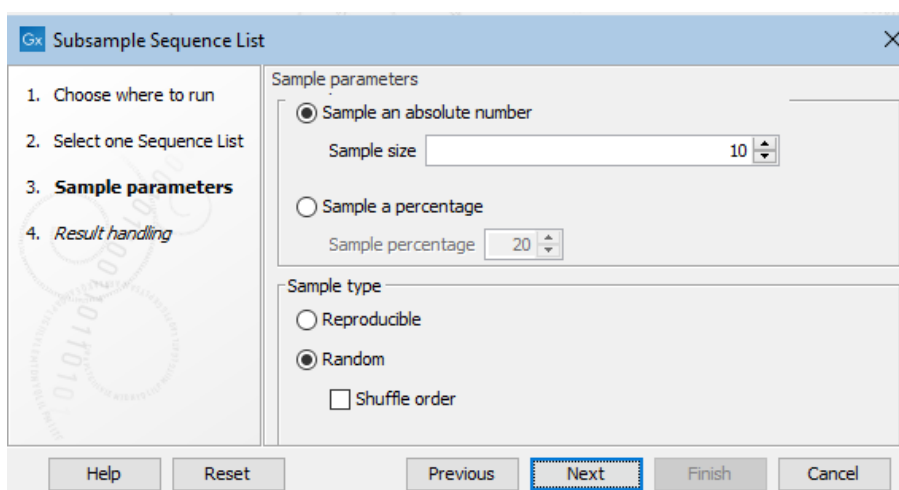 Gx Subsample Sequence List
1. Choose where to run
2. Select one Sequence List
3. Sample parameters
4. Result handling
Sample parameters
Sample an absolute number
Sample size 10
Sample a percentage
Sample percentage 20
Sample type
Reproducible
Random
Shuffle order
Help Reset Previous Next Finish Cancel